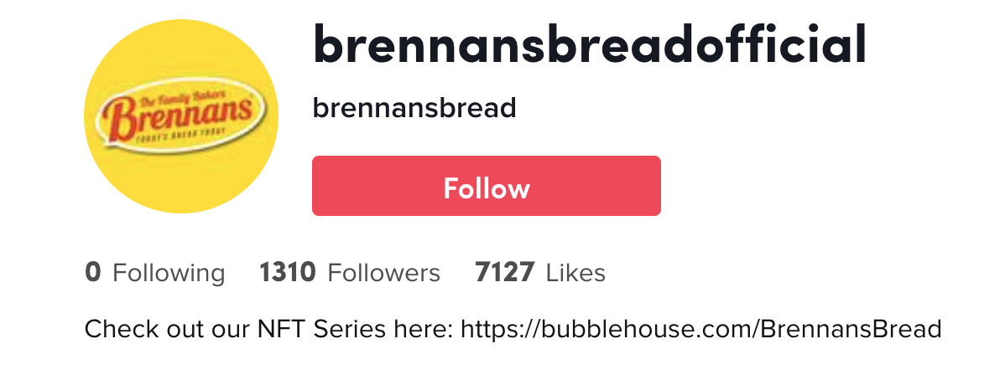 The Family Bakers
Brennans
TODAY'S BREAD TODAY
brennansbreadofficial
brennansbread
Follow
0 Following 1310 Followers 7127 Likes
Check out our NFT Series here: https://bubblehouse.com/BrennansBread